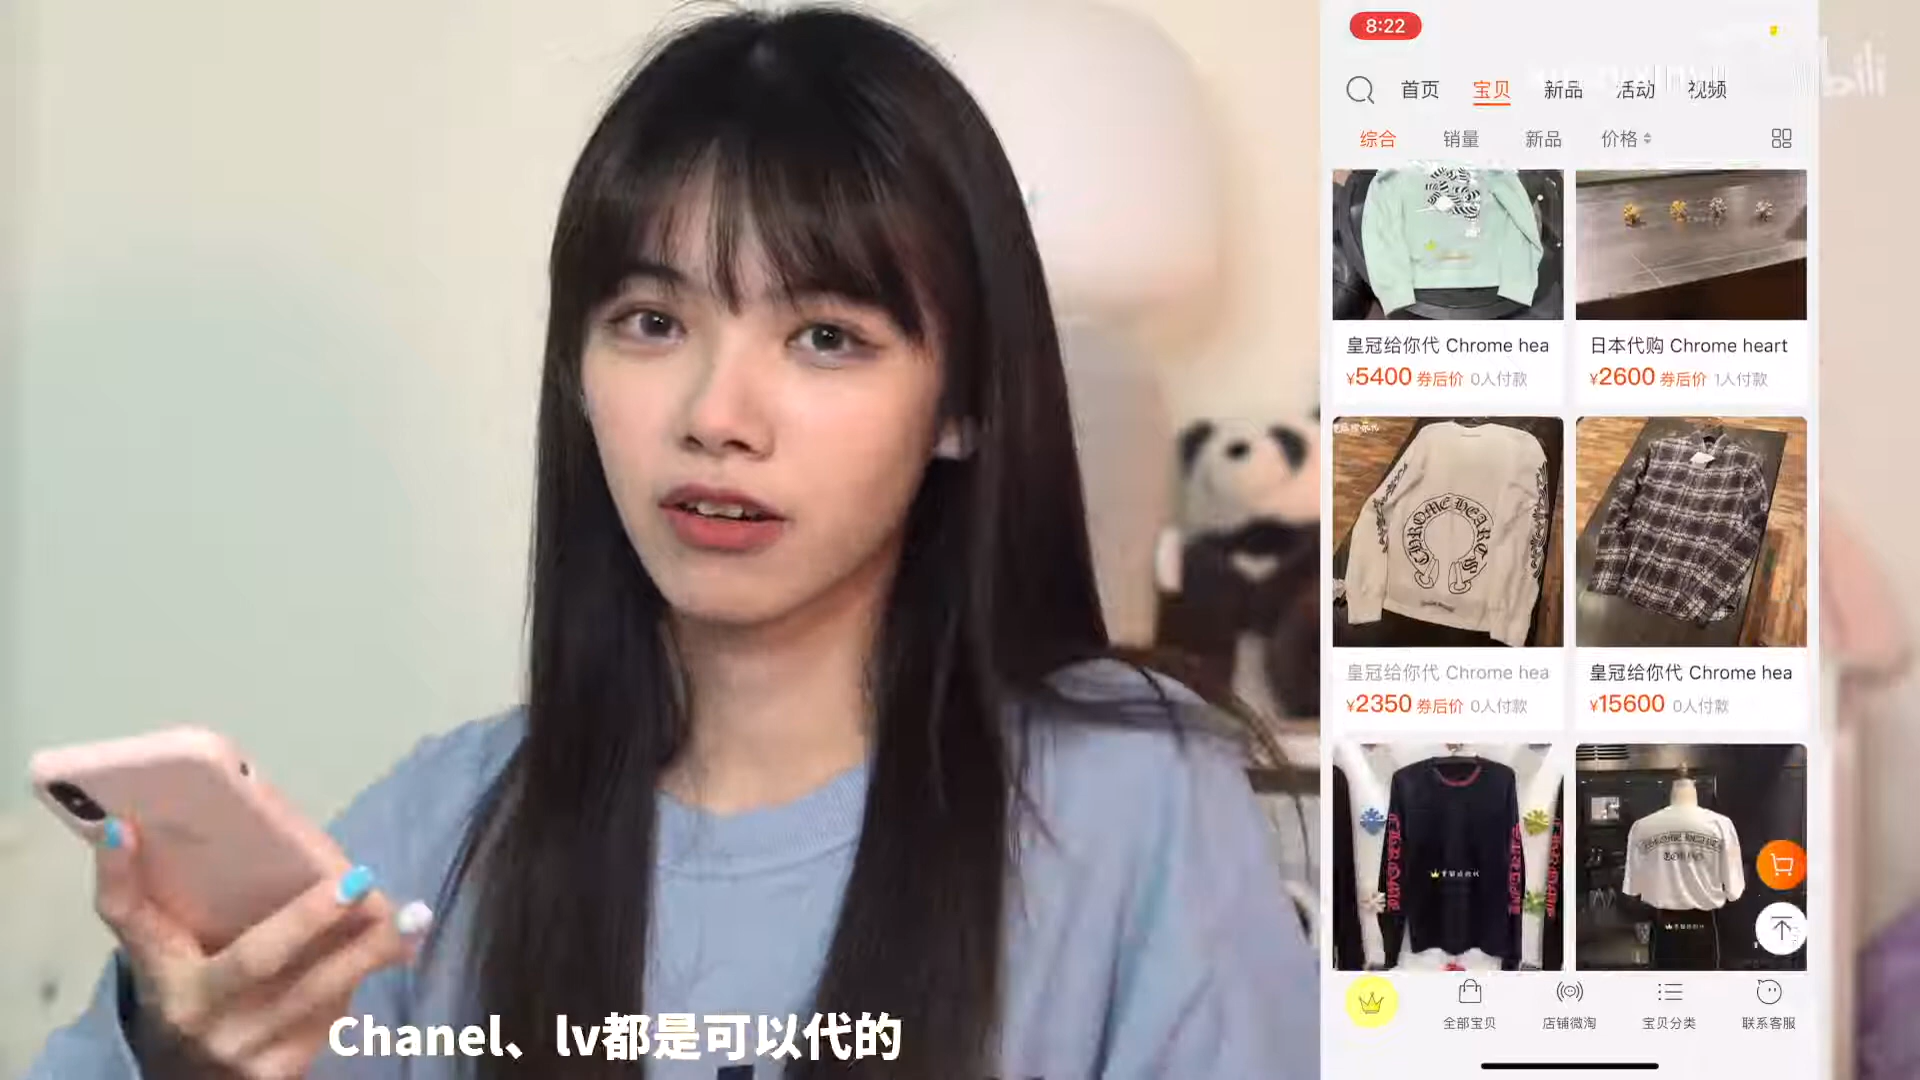 8:22
首页 宝贝 新品 活动 视频
综合 销量 新品 价格
皇冠给你代 Chrome hea
¥5400 券后价 0人付款
日本代购 Chrome heart
¥2600 券后价 1人付款
CHROME HEARTS
皇冠给你代 Chrome hea
¥2350 券后价 0人付款
皇冠给你代 Chrome hea
¥15600 0人付款
全部宝贝 店铺微淘 宝贝分类 联系客服
Chanel、lv都是可以代的